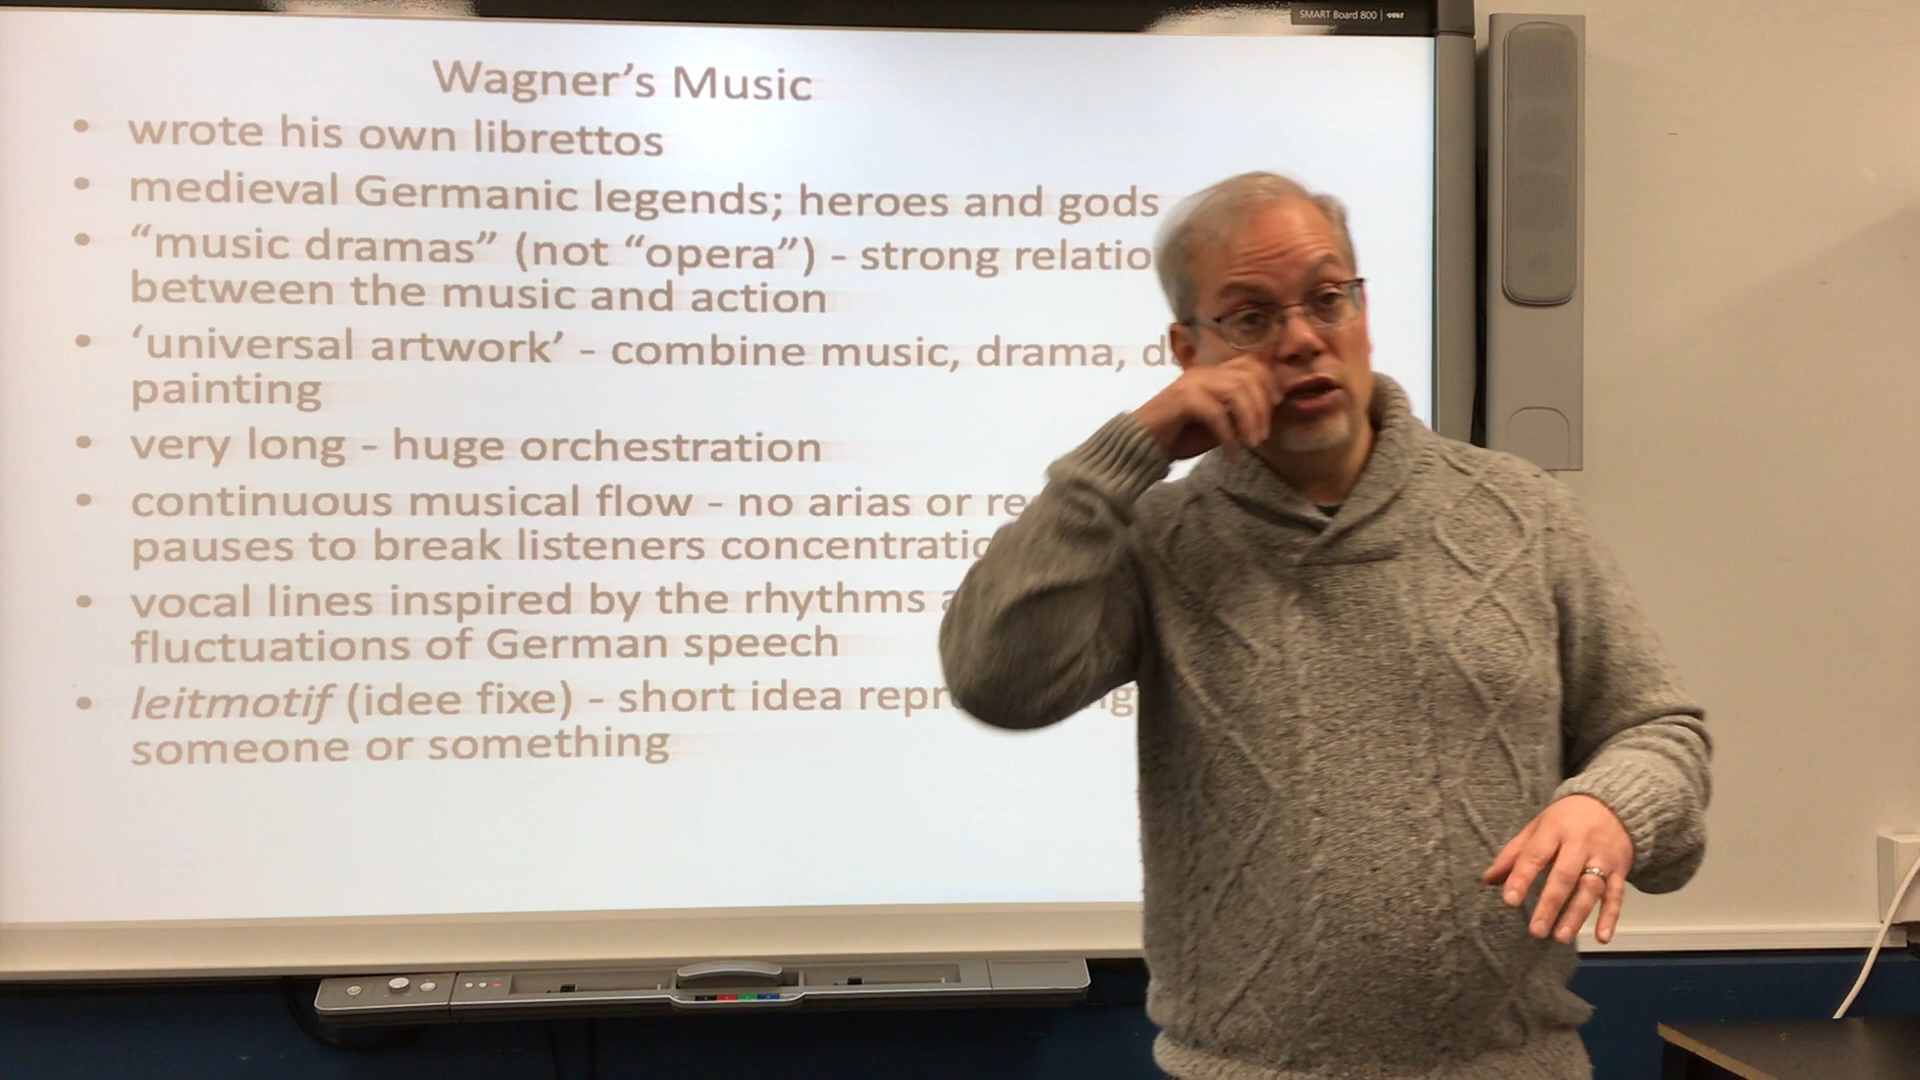 SMART Board 800
Wagner's Music
• wrote his own librettos
• medieval Germanic legends; heroes and gods
• “music dramas” (not “opera”) - strong
between the music and action
• ‘universal artwork’ - combine music, drama,
painting
• very long - huge orchestration
• continuous musical flow - no arias or
pauses to break listeners
• vocal lines inspired by the rhythms
fluctuations of German speech
• leitmotif (idee fixe) - short idea
someone or something